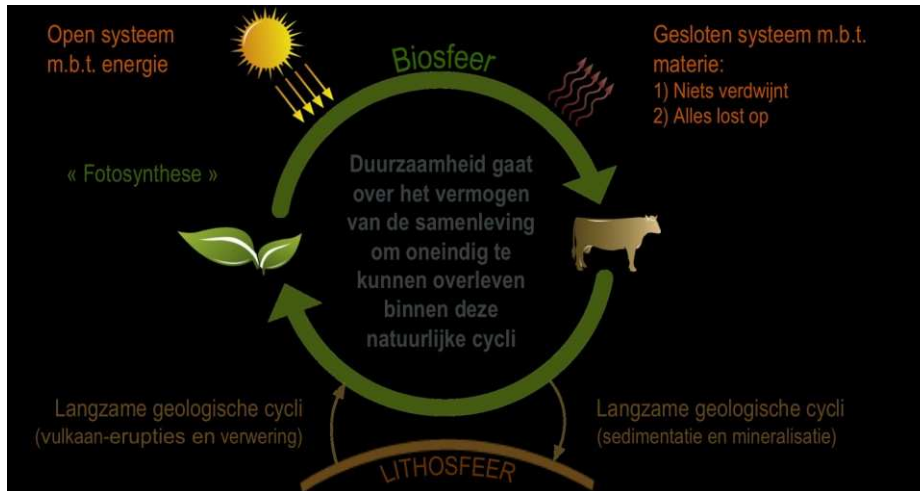 Open systeem
m.b.t. energie
Biosfeer
Gesloten systeem m.b.t.
materie:
1) Niets verdwijnt
2) Alles lost op
« Fotosynthese »
Duurzaamheid gaat
over het vermogen
van de samenleving
om oneindig te
kunnen overleven
binnen deze
natuurlijke cycli
Langzame geologische cycli
(vulkaan-erupties en verwering)
Langzame geologische cycli
(sedimentatie en mineralisatie)
LITHOSFEER